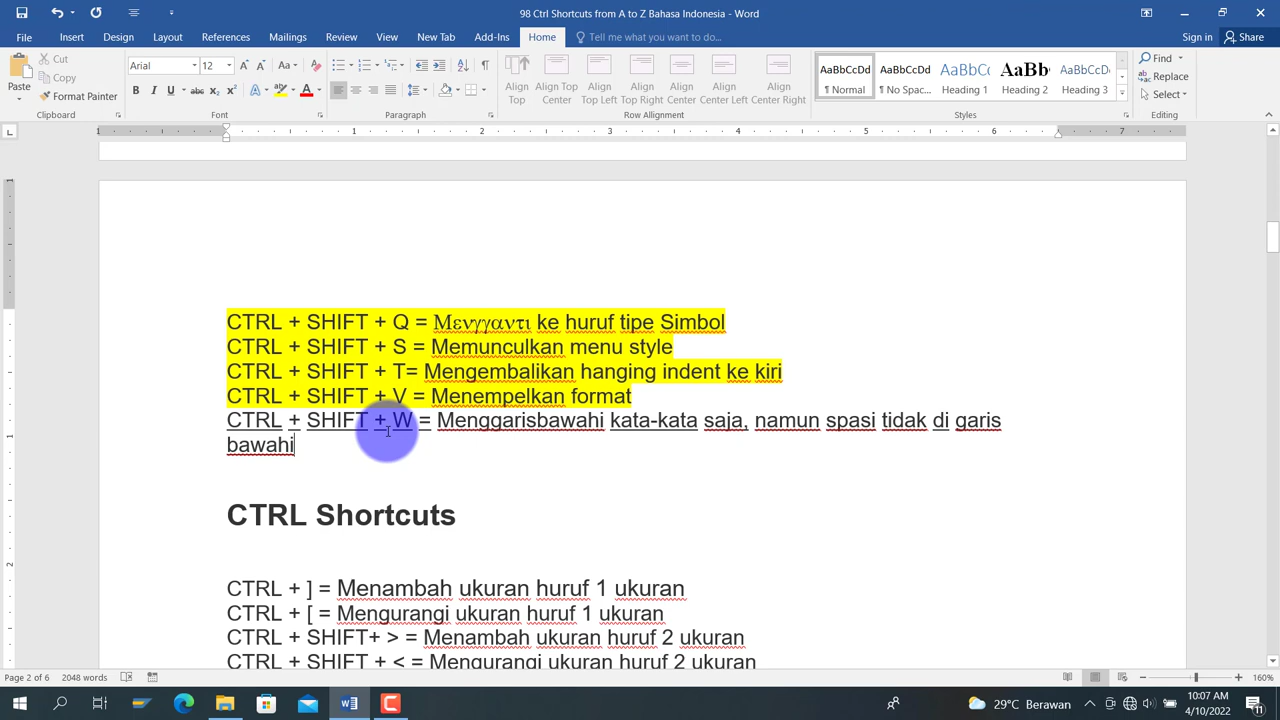 98 Ctrl Shortcuts from A to Z Bahasa Indonesia - Word
File Home Insert Design Layout References Mailings Review View New Tab Add-Ins Tell me what you want to do... Sign in Share
Cut
Copy
Format Painter
Paste
Clipboard
Arial 12
Font
Paragraph
Align Top
Align Top Center
Align Top Left
Align Top Right
Align Center
Align Center Left
Align Center Right
Row Alignment
AaBbCcDd AaBbCcDd AaBbCc AaBb AaBbCcD
¶ Normal ¶ No Spac... Heading 1 Heading 2 Heading 3
Styles
Find
Replace
Select
Editing
1 1 2 3 4 5 6 7
CTRL + SHIFT + Q = Μενγγαντι ke huruf tipe Simbol
CTRL + SHIFT + S = Memunculkan menu style
CTRL + SHIFT + T= Mengembalikan hanging indent ke kiri
CTRL + SHIFT + V = Menempelkan format
CTRL + SHIFT + W = Menggarisbawahi kata-kata saja, namun spasi tidak di garis
bawahi
CTRL Shortcuts
CTRL + ] = Menambah ukuran huruf 1 ukuran
CTRL + [ = Mengurangi ukuran huruf 1 ukuran
CTRL + SHIFT+ > = Menambah ukuran huruf 2 ukuran
CTRL + SHIFT + < = Mengurangi ukuran huruf 2 ukuran
Page 2 of 6 2048 words 160%
29°C Berawan 10:07 AM
4/10/2022